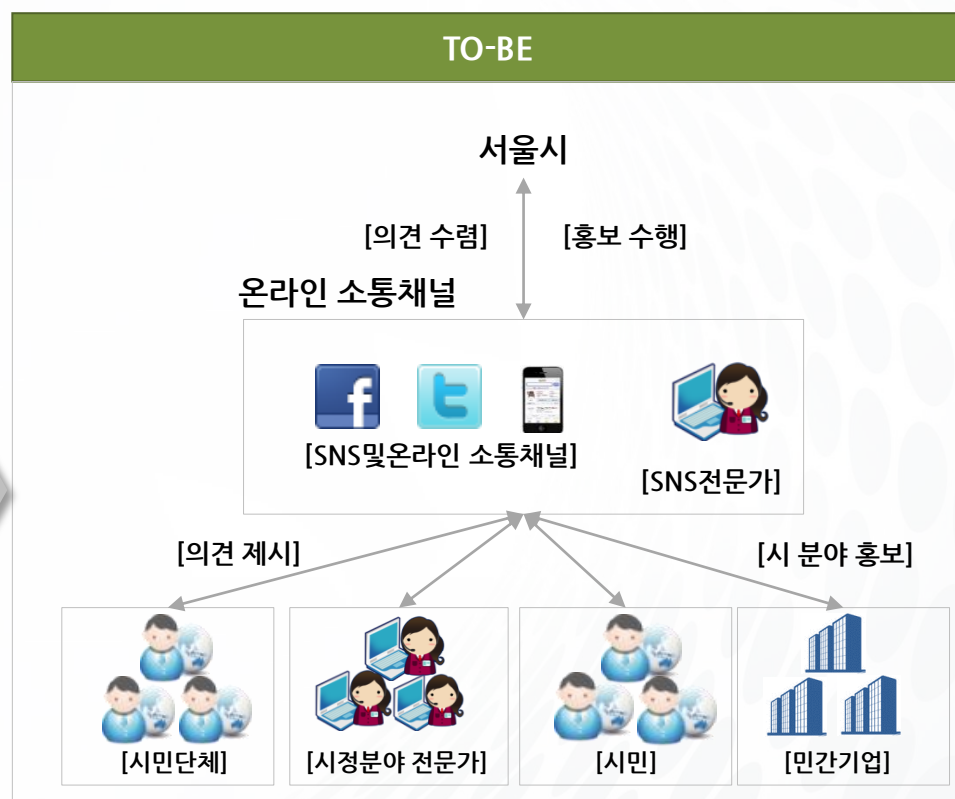 TO-BE
서울시
[의견 수렴]
[홍보 수행]
온라인 소통채널
[SNS및온라인 소통채널]
[SNS전문가]
[의견 제시]
[시 분야 홍보]
[시민단체]
[시정분야 전문가]
[시민]
[민간기업]